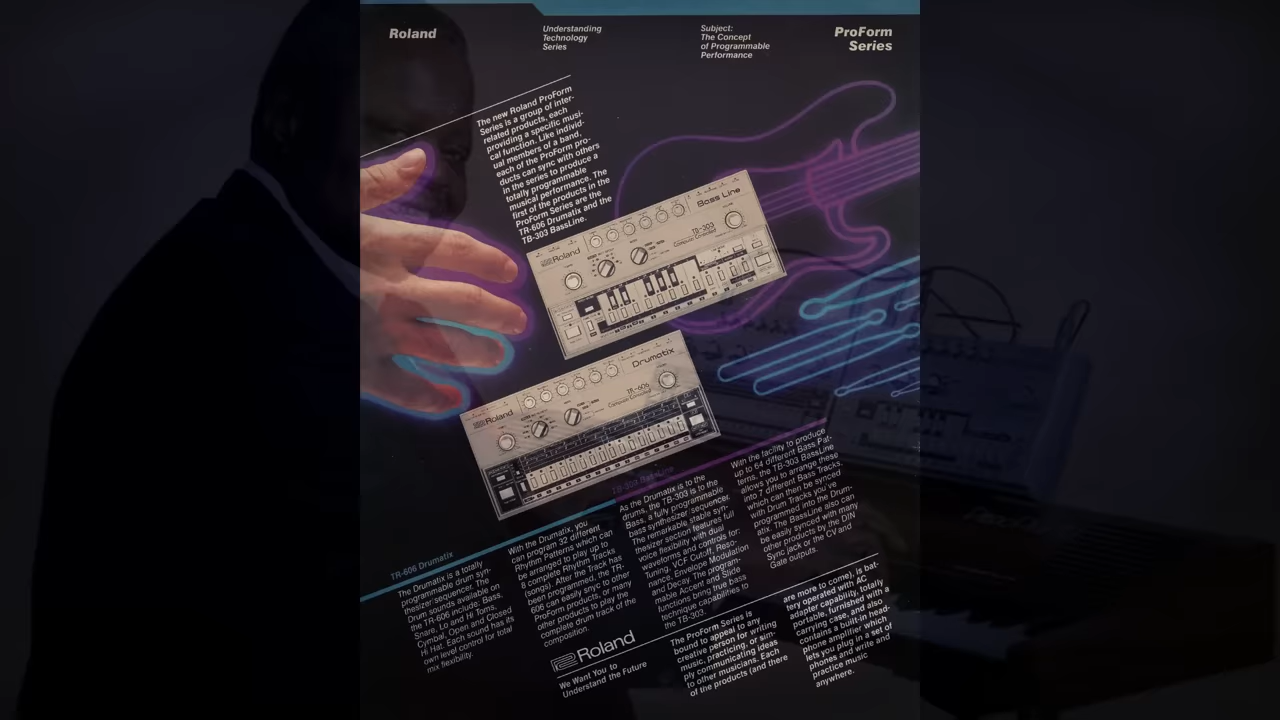 Roland
Understanding
Technology
Series
Subject:
The Concept
of Programmable
Performance
ProForm
Series
The new Roland ProForm
Series is a group of inter-
related products, each
providing a specific musi-
cal function. Like individ-
ual members of a band,
each of the ProForm pro-
ducts can sync with others
in the series to produce a
totally programmable
musical performance. The
first of the products in the
ProForm Series are the
TR-606 Drumatix and the
TB-303 BassLine.
Roland
Bass Line
TB-303
Computer Controlled
Roland
Drumatix
TR-606
Computer Controlled
TR-606 Drumatix
The Drumatix is a totally
programmable drum syn-
thesizer-sequencer. The
Drum sounds available on
the TR-606 include: Bass,
Snare, Lo and Hi Toms,
Cymbal, Open and Closed
Hi Hat. Each sound has its
own level control for total
mix flexibility.
With the Drumatix, you
can program 32 different
Rhythm Patterns which can
be arranged to play up to
8 complete Rhythm Tracks
(song). After the Track has
been programmed, the TR-
606 can easily snyc to other
ProForm products, or many
other products to play the
complete drum track of the
composition.
TB-303 BassLine
As the Drumatix is to the
drums, the TB-303 is to the
Bass, a fully programmable
bass synthesizer sequencer.
The remarkable stable syn-
thesizer section features full
voice flexibility with dual
waveforms and controls for:
Tuning, VCF Cutoff, Reso-
nance, Envelope Modulation
and Decay. The program-
mable Accent and Slide
functions bring true bass
technique capabilities to
the TB-303.
With the facility to produce
up to 64 different Bass Pat-
terns, the TB-303 BassLine
allows you to arrange these
into 7 different Bass Tracks,
which can then be synced
with Drum Tracks you've
programmed into the Drum-
atix. The BassLine also can
be easily synced with many
other products by the DIN
Sync jack or the CV and
Gate outputs.
Roland
We Want You to
Understand the Future
The ProForm Series is
bound to appeal to any
creative person for writing
music, practicing, or sim-
ply communicating ideas
to other musicians. Each
of the products (and there
are more to come), is bat-
tery operated with AC
adapter capability, totally
portable, furnished with a
carrying case, and also
contains a built-in head-
phone amplifier which
lets you plug in a set of
phones and write and
practice music
anywhere.